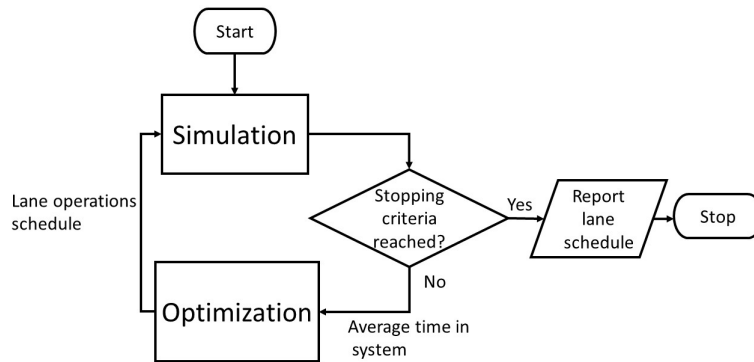 Start
Simulation
Lane operations
schedule
Stopping
criteria
reached?
Yes
Report
lane
schedule
Stop
No
Optimization
Average time in
system